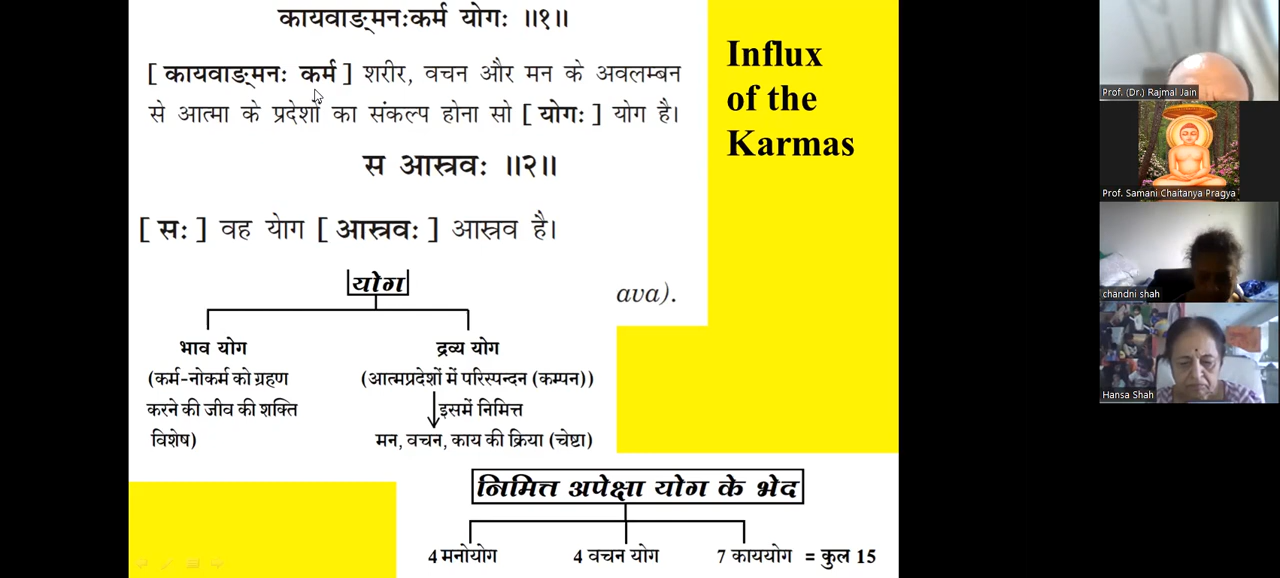 कायवाङ्मनःकर्म योगः ॥१॥
[ कायवाङ्मनः कर्म ] शरीर, वचन और मन के अवलम्बन
से आत्मा के प्रदेशों का संकल्प होना सो [ योगः ] योग है।
स आस्त्रवः ॥२॥
[ सः ] वह योग [ आस्त्रवः ] आस्त्रव है।
योग
भाव योग
(कर्म-नोकर्म को ग्रहण
करने की जीव की शक्ति
विशेष)
द्रव्य योग
(आत्मप्रदेशों में परिस्पन्दन (कम्पन))
इसमें निमित्त
मन, वचन, काय की क्रिया (चेष्टा)
ava).
निमित्त अपेक्षा योग के भेद
4 मनोयोग
4 वचन योग
7 काययोग = कुल 15
Influx
of the
Karmas
Prof. (Dr.) Rajmal Jain
Prof. Samani Chaitanya Pragya
chandni shah
Hansa Shah